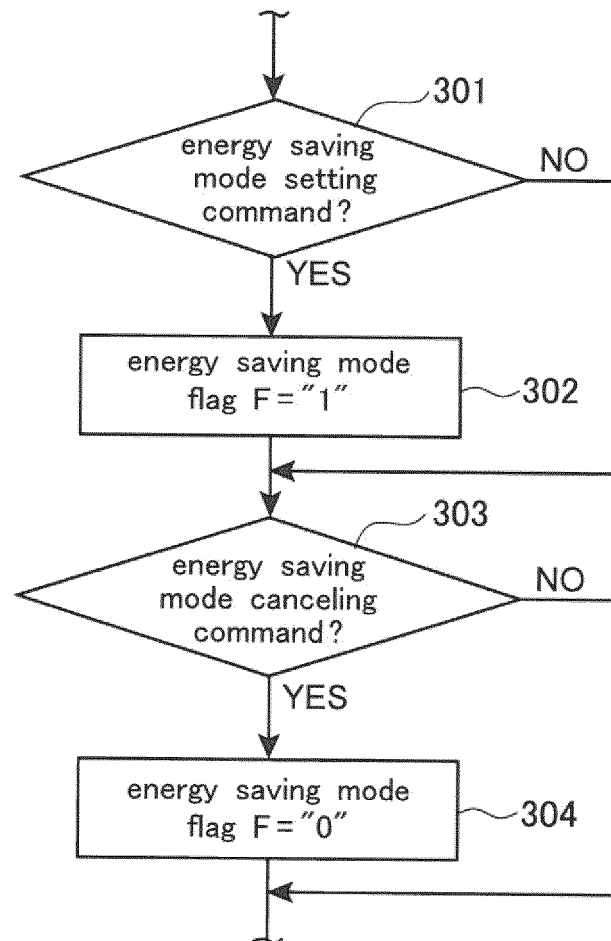 301
energy saving
mode setting
command?
NO
YES
energy saving mode
flag F="1"
302
303
energy saving
mode canceling
command?
NO
YES
energy saving mode
flag F="0"
304